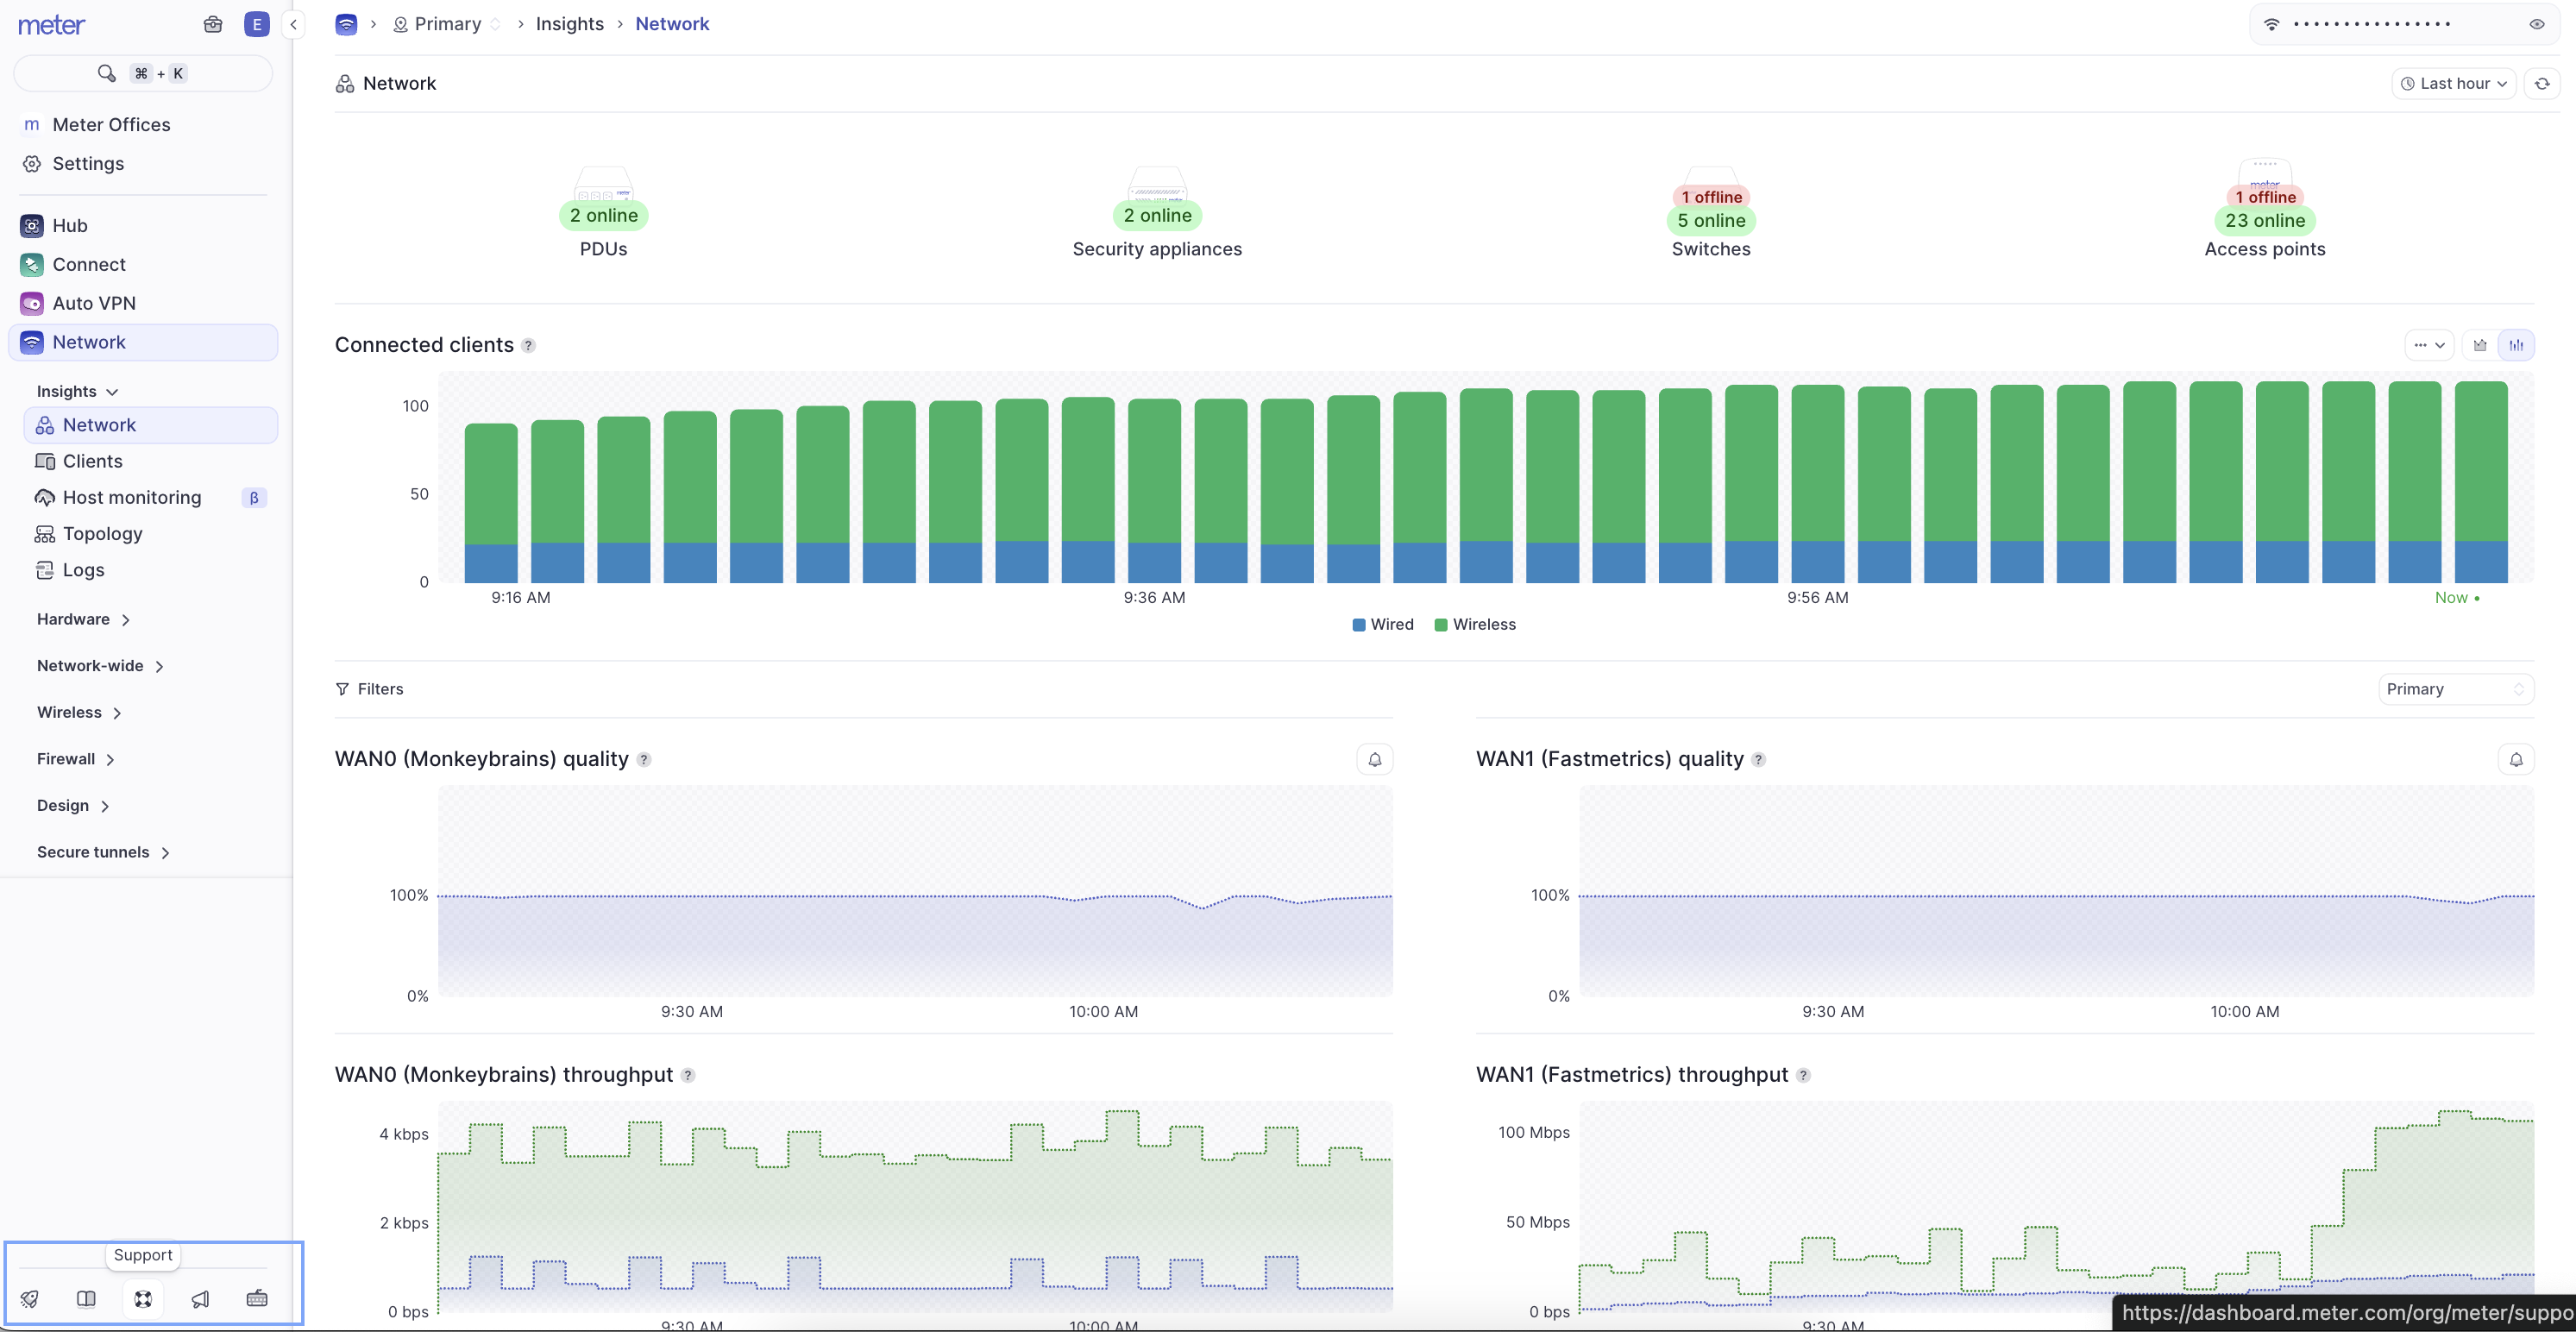 meter
E
⌘ + K
m Meter Offices
Settings
Hub
Connect
Auto VPN
Network
Insights
Network
Clients
Host monitoring β
Topology
Logs
Hardware
Network-wide
Wireless
Firewall
Design
Secure tunnels
Support
Primary
Insights
Network
Network
Last hour
2 online
PDUs
2 online
Security appliances
1 offline
5 online
Switches
meter
1 offline
23 online
Access points
Connected clients ?
100
50
0
9:16 AM
9:36 AM
9:56 AM
Now
Wired
Wireless
Filters
Primary
WAN0 (Monkeybrains) quality ?
100%
0%
9:30 AM
10:00 AM
WAN1 (Fastmetrics) quality ?
100%
0%
9:30 AM
10:00 AM
WAN0 (Monkeybrains) throughput ?
4 kbps
2 kbps
0 bps
9:30 AM
10:00 AM
WAN1 (Fastmetrics) throughput ?
100 Mbps
50 Mbps
0 bps
9:30 AM
https://dashboard.meter.com/org/meter/suppo